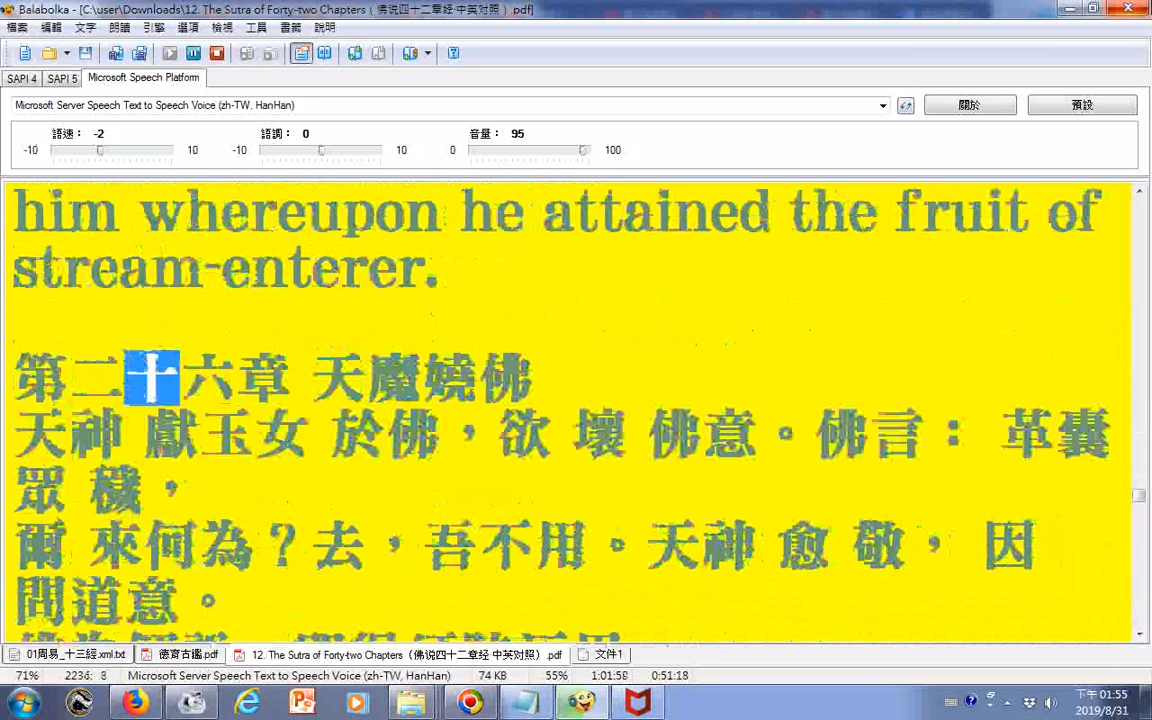 Balabolka - [C:\user\Downloads\12. The Sutra of Forty-two Chapters（佛说四十二章经·中英对照）.pdf]
檔案 編輯 文字 朗讀 引擎 選項 檢視 工具 書籤 說明
SAPI 4 SAPI 5 Microsoft Speech Platform
Microsoft Server Speech Text to Speech Voice (zh-TW, HanHan) 關於 預設
語速： -2 語調： 0 音量： 95
-10 10 -10 10 0 100
him whereupon he attained the fruit of
stream-enterer.
第二十六章 天魔嬈佛
天神 獻玉女 於佛，欲 壞 佛意。佛言： 革囊
眾 穢，
爾 來何為？去，吾不用。天神 愈 敬， 因
問道意。
01周易_十三經.xml.txt 德育古鑑.pdf 12. The Sutra of Forty-two Chapters（佛说四十二章经·中英对照）.pdf 文件1
71% 2234: 8 Microsoft Server Speech Text to Speech Voice (zh-TW, HanHan) 74 KB 55% 1:01:58 0:51:18
下午 01:55
2019/8/31